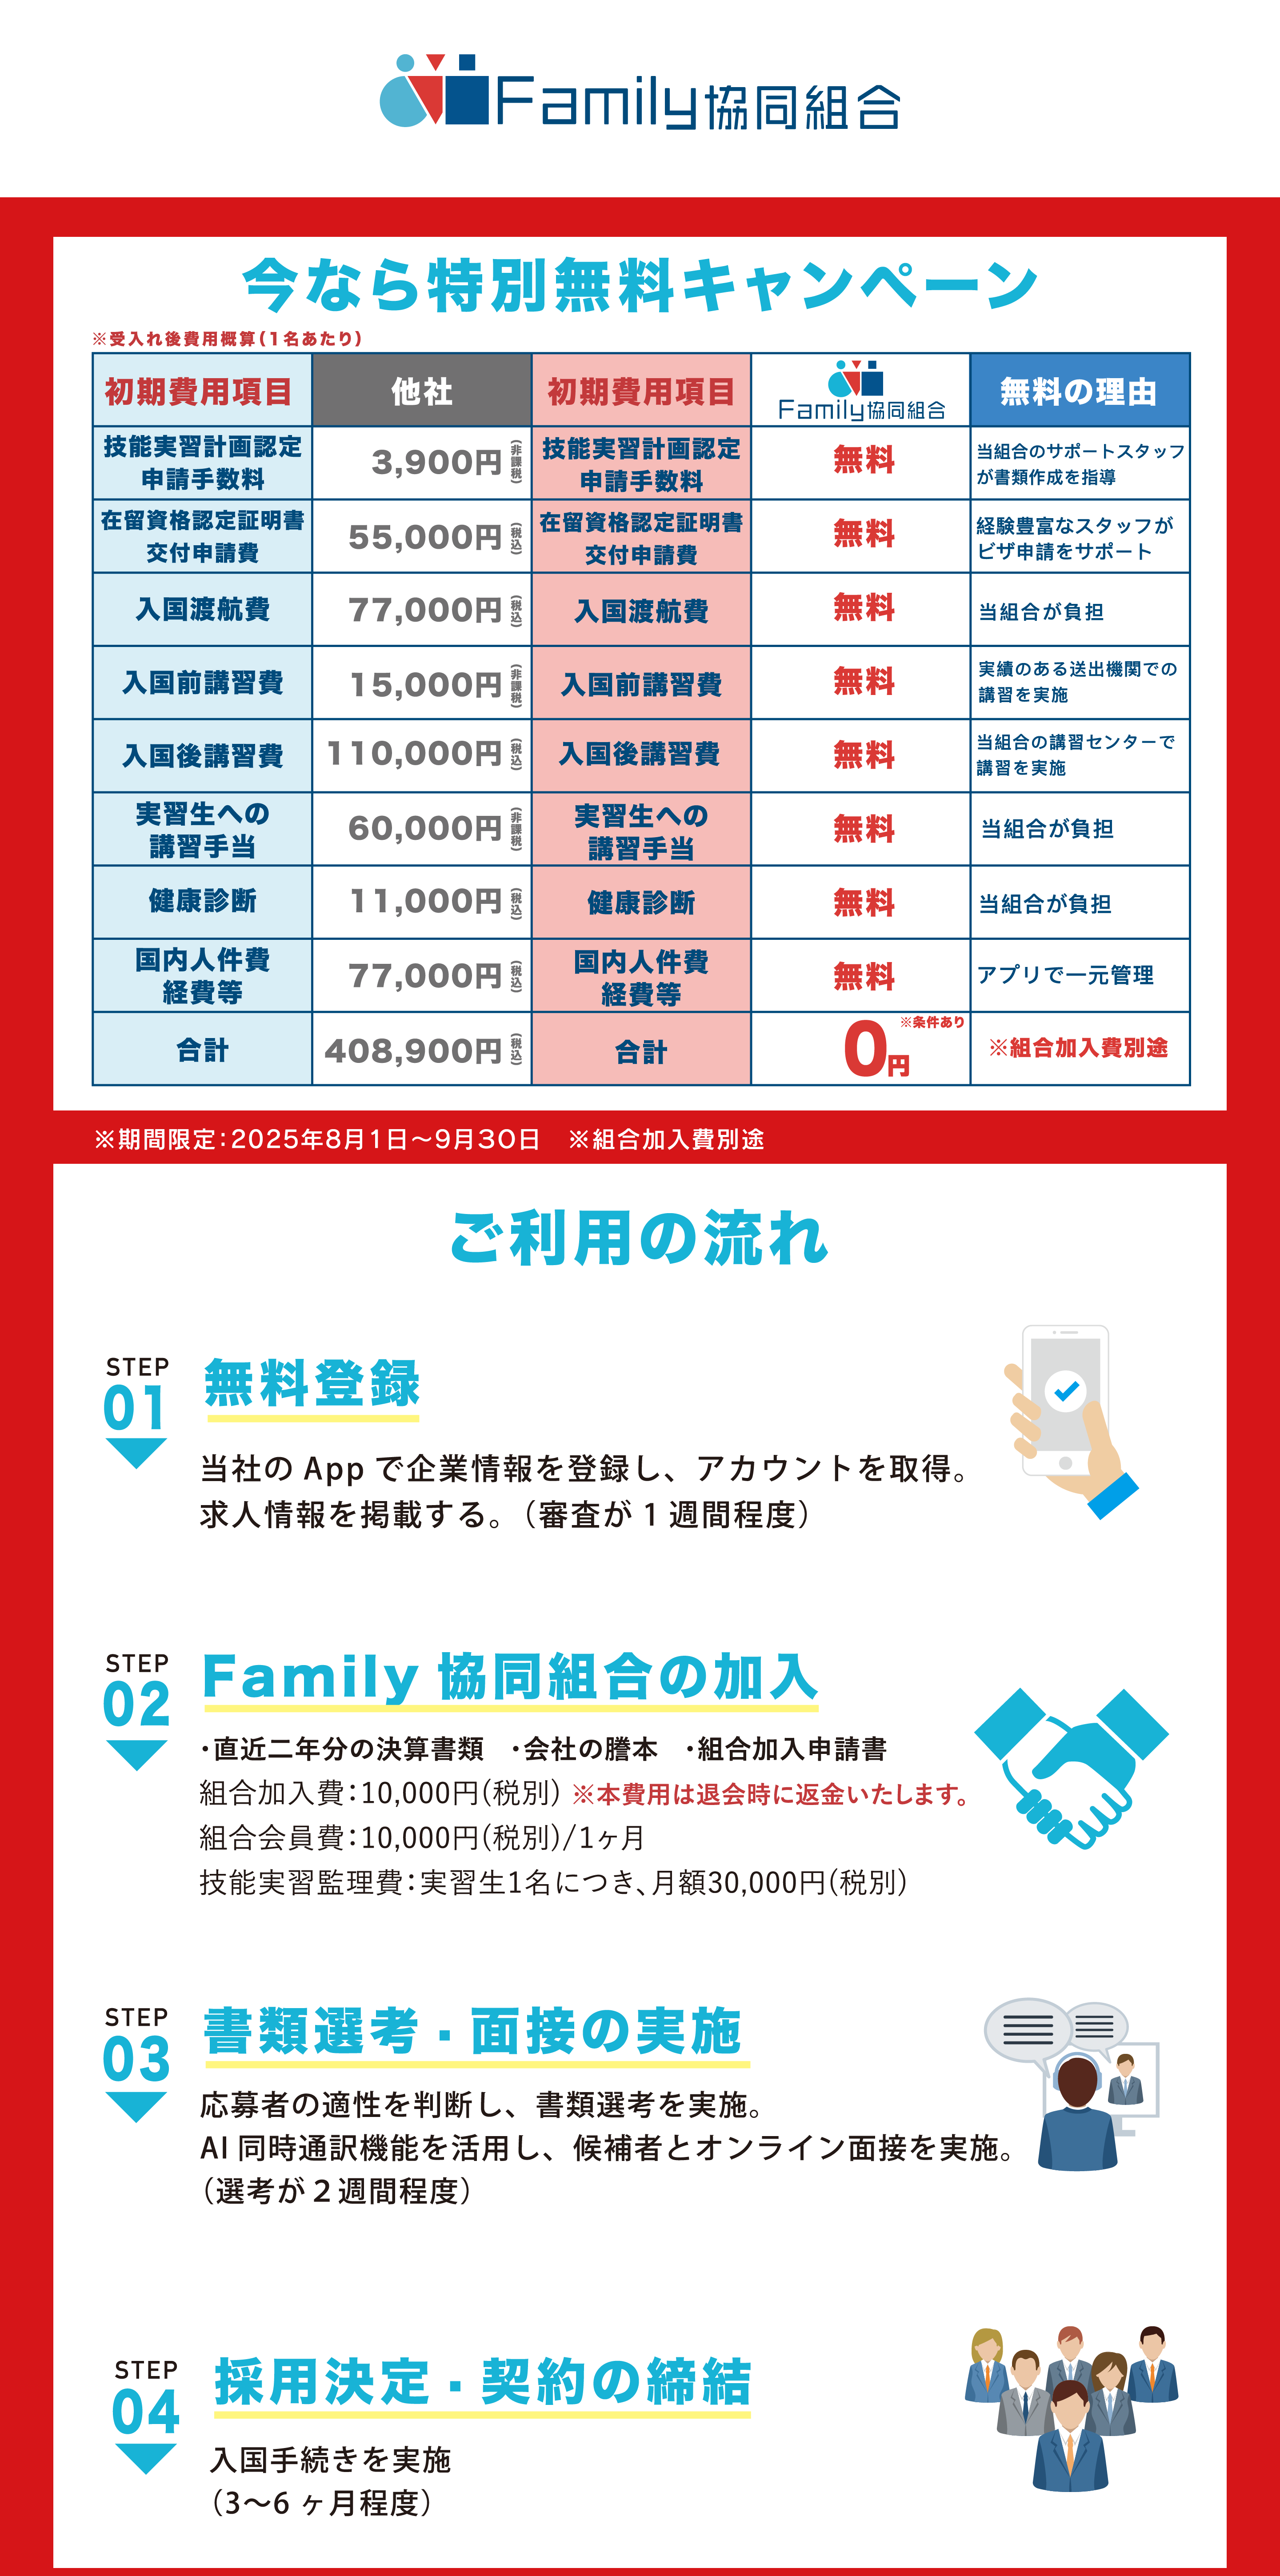 Family協同組合
今なら特別無料キャンペーン
※受入れ後費用概算(1名あたり)
初期費用項目 他社 初期費用項目 Family協同組合 無料の理由
技能実習計画認定
申請手数料
3,900円(非課税)
技能実習計画認定
申請手数料
無料
当組合のサポートスタッフ
が書類作成を指導
在留資格認定証明書
交付申請費
55,000円(税込)
在留資格認定証明書
交付申請費
無料
経験豊富なスタッフが
ビザ申請をサポート
入国渡航費 77,000円(税込) 入国渡航費 無料 当組合が負担
入国前講習費 15,000円(非課税) 入国前講習費 無料
実績のある送出機関での
講習を実施
入国後講習費 110,000円(税込) 入国後講習費 無料
当組合の講習センターで
講習を実施
実習生への
講習手当
60,000円(非課税)
実習生への
講習手当
無料
当組合が負担
健康診断 11,000円(税込) 健康診断 無料 当組合が負担
国内人件費
経費等
77,000円(税込)
国内人件費
経費等
無料
アプリで一元管理
合計 408,900円(税込) 合計 0円 ※条件あり ※組合加入費別途
※期間限定：2025年8月1日～9月30日 ※組合加入費別途
ご利用の流れ
STEP
01
無料登録
当社の App で企業情報を登録し、アカウントを取得。
求人情報を掲載する。（審査が 1 週間程度）
STEP
02
Family 協同組合の加入
・直近二年分の決算書類 ・会社の謄本 ・組合加入申請書
組合加入費：10,000円(税別) ※本費用は退会時に返金いたします。
組合会員費：10,000円(税別)/1ヶ月
技能実習監理費：実習生1名につき、月額30,000円(税別)
STEP
03
書類選考・面接の実施
応募者の適性を判断し、書類選考を実施。
AI 同時通訳機能を活用し、候補者とオンライン面接を実施。
（選考が 2 週間程度）
STEP
04
採用決定・契約の締結
入国手続きを実施
（3～6 ヶ月程度）